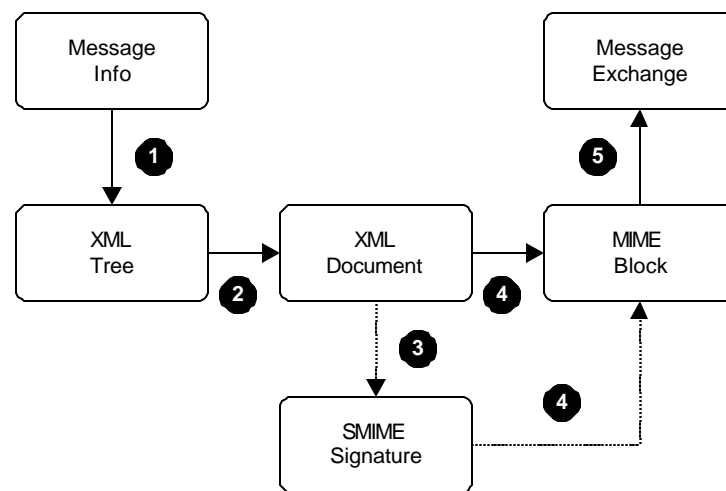 Message
Info
Message
Exchange
1
5
XML
Tree
XML
Document
MIME
Block
2
4
3
4
SMIME
Signature